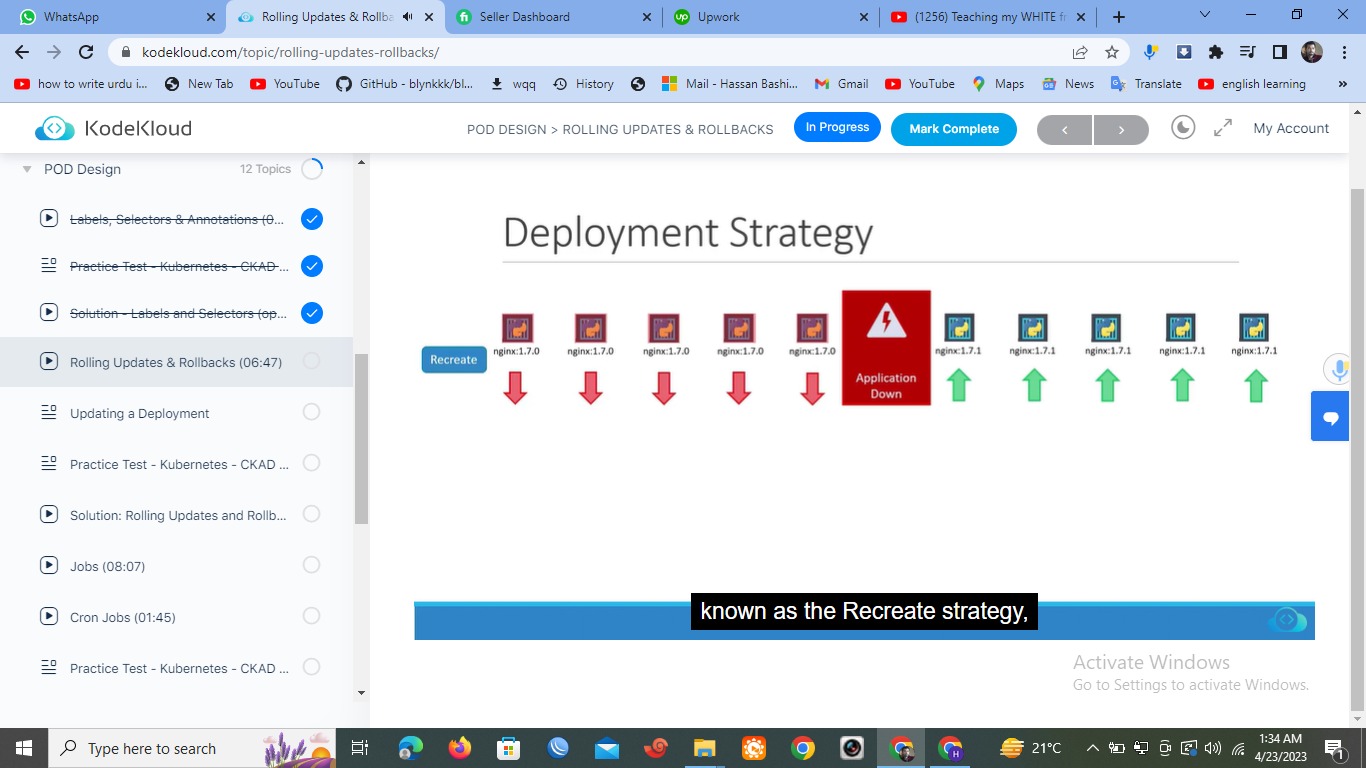 WhatsApp
Rolling Updates & Rollba
Seller Dashboard
Upwork
(1256) Teaching my WHITE fr
kodekloud.com/topic/rolling-updates-rollbacks/
how to write urdu i...
New Tab
YouTube
GitHub - blynkkk/bl...
wqq
History
Mail - Hassan Bashi...
Gmail
YouTube
Maps
News
Translate
english learning
»
KodeKloud
POD DESIGN > ROLLING UPDATES & ROLLBACKS
In Progress
Mark Complete
My Account
POD Design
12 Topics
Labels, Selectors & Annotations (0...
Practice Test - Kubernetes - CKAD ...
Solution - Labels and Selectors (op...
Rolling Updates & Rollbacks (06:47)
Updating a Deployment
Practice Test - Kubernetes - CKAD ...
Solution: Rolling Updates and Rollb...
Jobs (08:07)
Cron Jobs (01:45)
Practice Test - Kubernetes - CKAD ...
Deployment Strategy
Recreate
nginx:1.7.0
nginx:1.7.0
nginx:1.7.0
nginx:1.7.0
nginx:1.7.0
Application
Down
nginx:1.7.1
nginx:1.7.1
nginx:1.7.1
nginx:1.7.1
nginx:1.7.1
known as the Recreate strategy,
Activate Windows
Go to Settings to activate Windows.
Type here to search
21°C
1:34 AM
4/23/2023
1